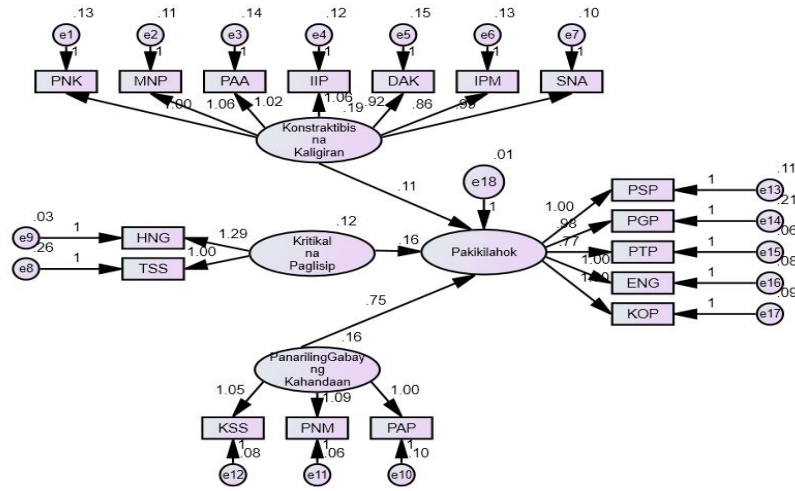 .13 .11 .14 .12 .15 .13 .10
e1 e2 e3 e4 e5 e6 e7
1 1 1 1 1 1 1
PNK MNP PAA IIP DAK IPM SNA
1.00 1.06 1.02 1.06 .92 .86 .99
.19
Konstraktibis
na
Kaligiran
.01
e18
1
.11
.03
e9 1 HNG 1.29
.26
e8 1 TSS 1.00
.12
Kritikal
na
Paglisip
.16
Pakikilahok
1.00 PSP 1 e13 .11
.98 PGP 1 e14 .21
.77 PTP 1 e15 .06
1.00 ENG 1 e16 .08
KOP 1 e17 .09
.75
.16
PanarilingGabay
ng
Kahandaan
1.05 1.09 1.00
KSS PNM PAP
1 1 1
.08 .06 .10
e12 e11 e10